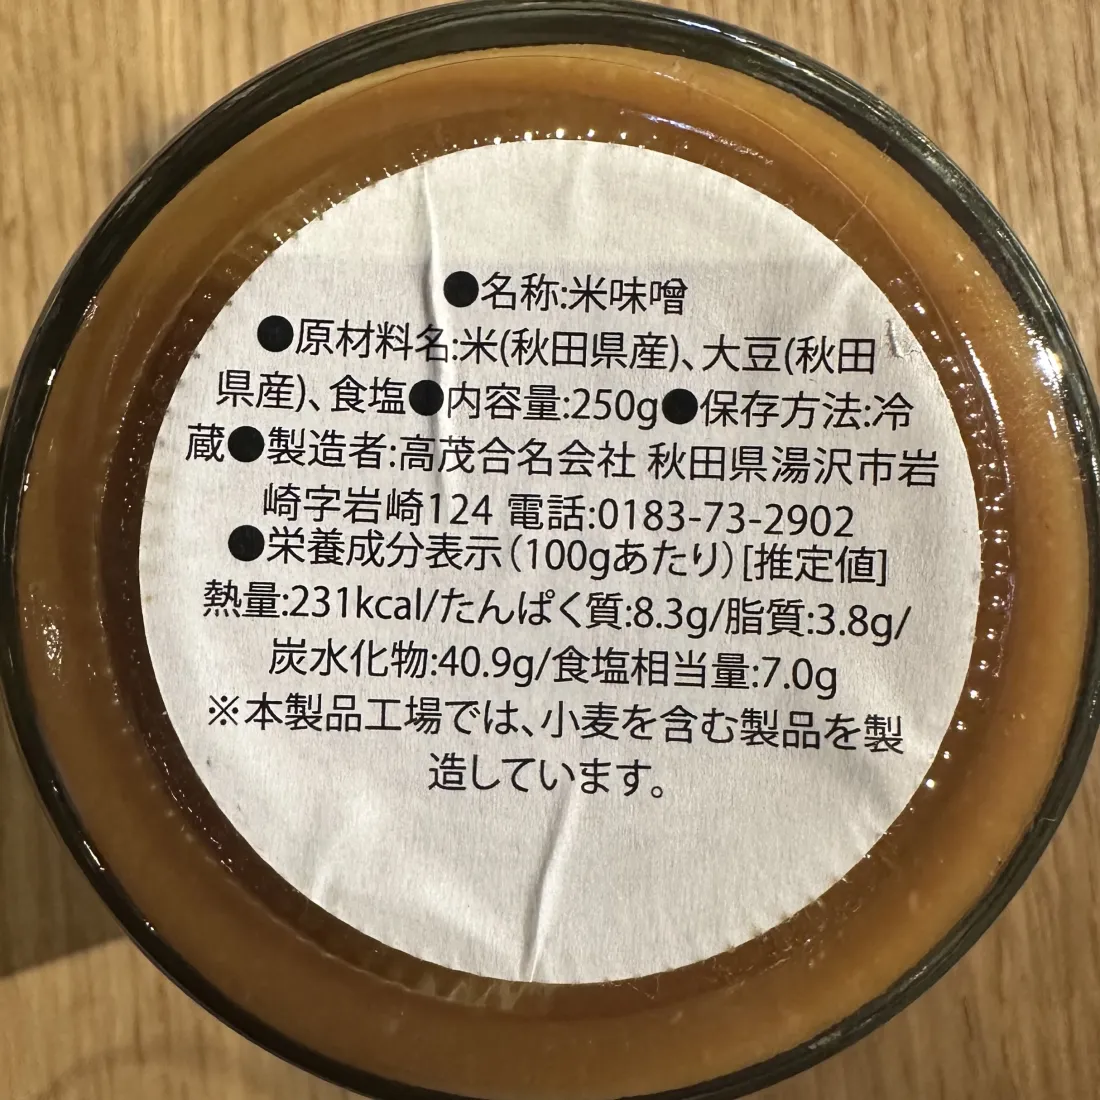 ●名称:米味噌
●原材料名:米(秋田県産)、大豆(秋田
県産)、食塩●内容量:250g●保存方法:冷
蔵●製造者:高茂合名会社 秋田県湯沢市岩
崎字岩崎124 電話:0183-73-2902
●栄養成分表示(100gあたり)[推定値]
熱量:231kcal/たんぱく質:8.3g/脂質:3.8g/
炭水化物:40.9g/食塩相当量:7.0g
※本製品工場では、小麦を含む製品を製
造しています。